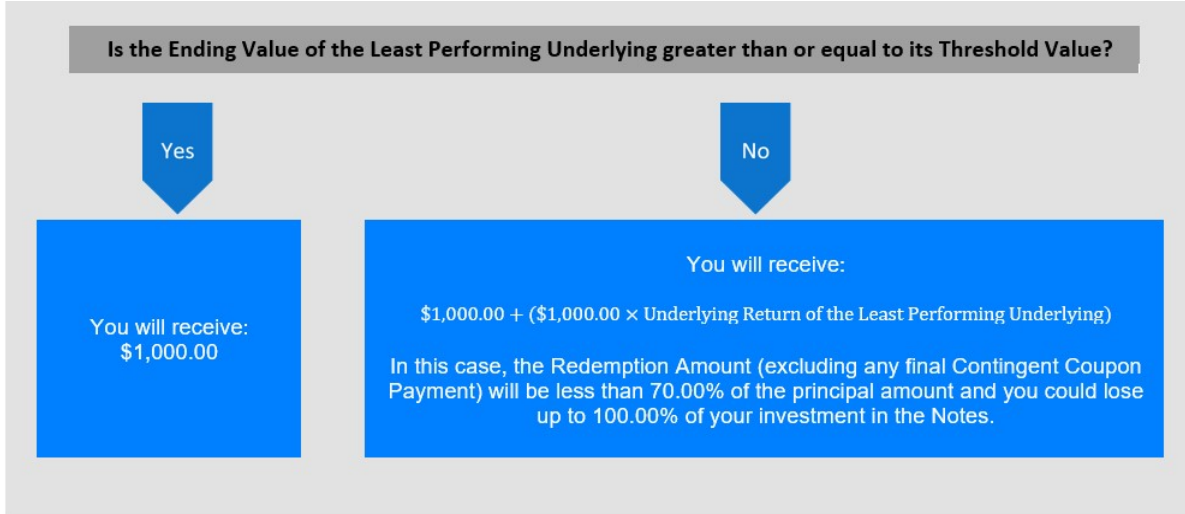 Is the Ending Value of the Least Performing Underlying greater than or equal to its Threshold Value?
Yes
No
You will receive:
$1,000.00
You will receive:
$1,000.00 + ($1,000.00 × Underlying Return of the Least Performing Underlying)
In this case, the Redemption Amount (excluding any final Contingent Coupon
Payment) will be less than 70.00% of the principal amount and you could lose
up to 100.00% of your investment in the Notes.